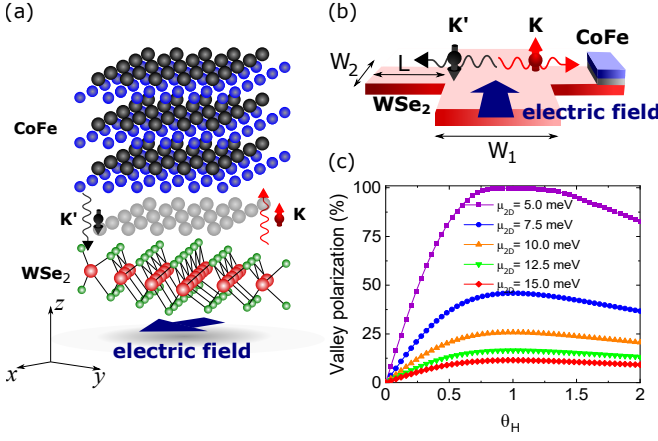 (a)
CoFe
K'
K
WSe₂
z
x
y
electric field
(b)
K'
K
CoFe
W₂
L
WSe₂
electric field
W₁
(c)
Valley polarization (%)
100
75
50
25
0
μ2D= 5.0 meV
μ2D= 7.5 meV
μ2D= 10.0 meV
μ2D= 12.5 meV
μ2D= 15.0 meV
0 0.5 1 1.5 2
θH